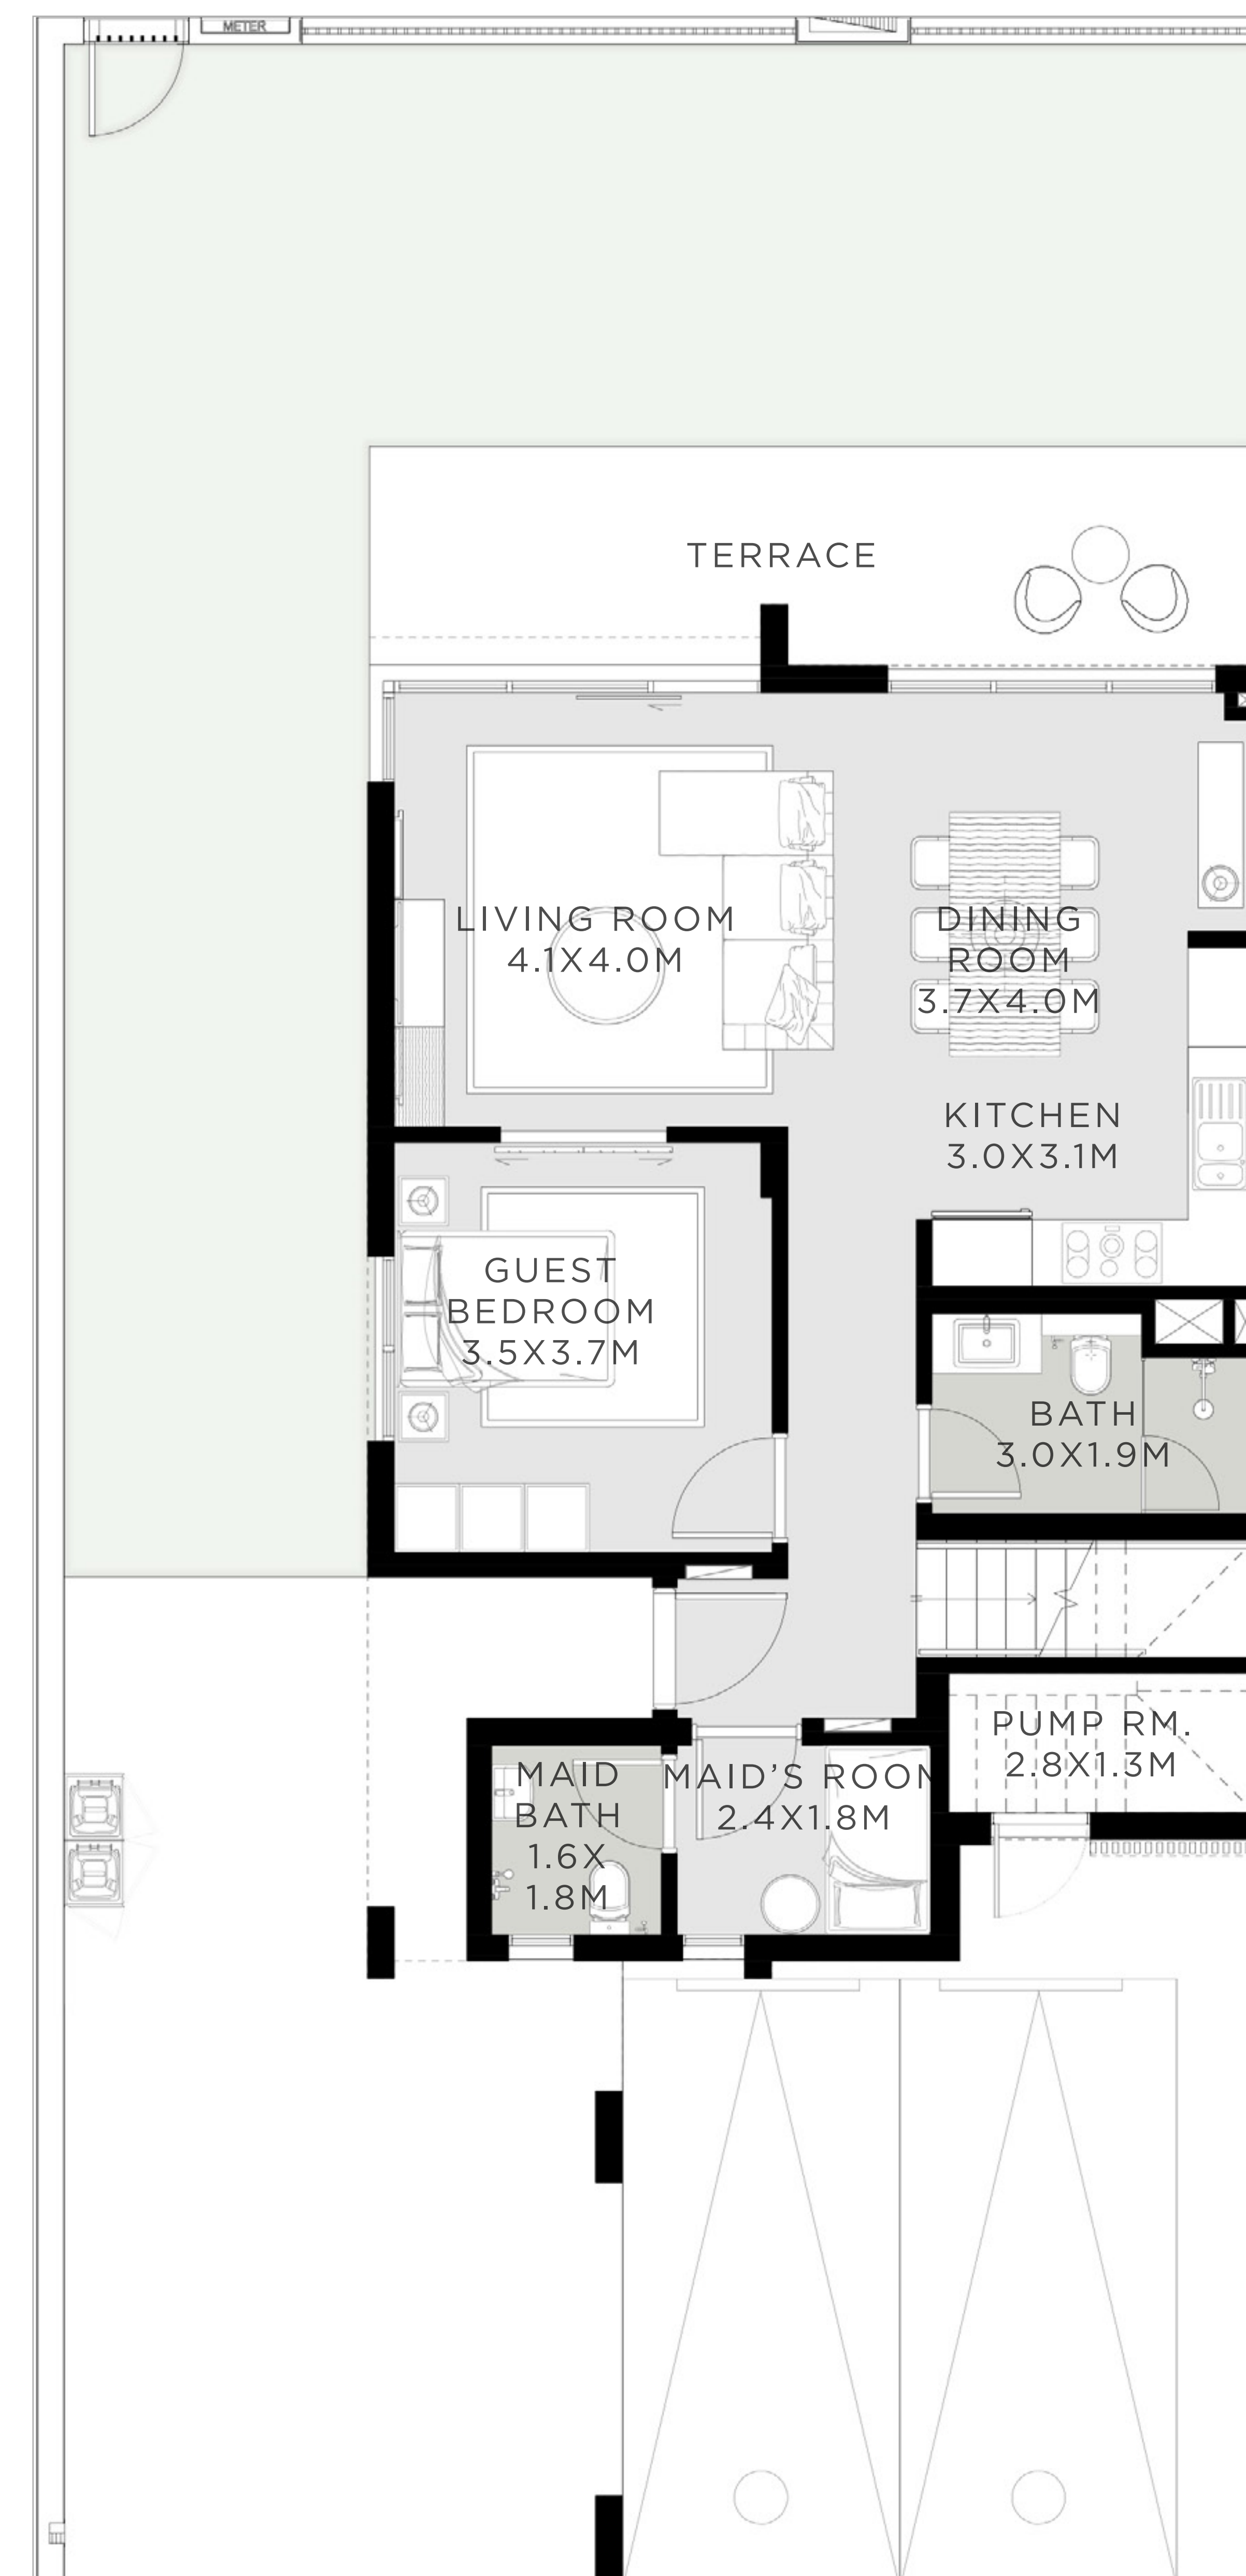 METER
TERRACE
LIVING ROOM
4.1X4.0M
DINING
ROOM
3.7X4.0M
KITCHEN
3.0X3.1M
GUEST
BEDROOM
3.5X3.7M
BATH
3.0X1.9M
PUMP RM.
2.8X1.3M
MAID
BATH
1.6X
1.8M
MAID'S ROOM
2.4X1.8M